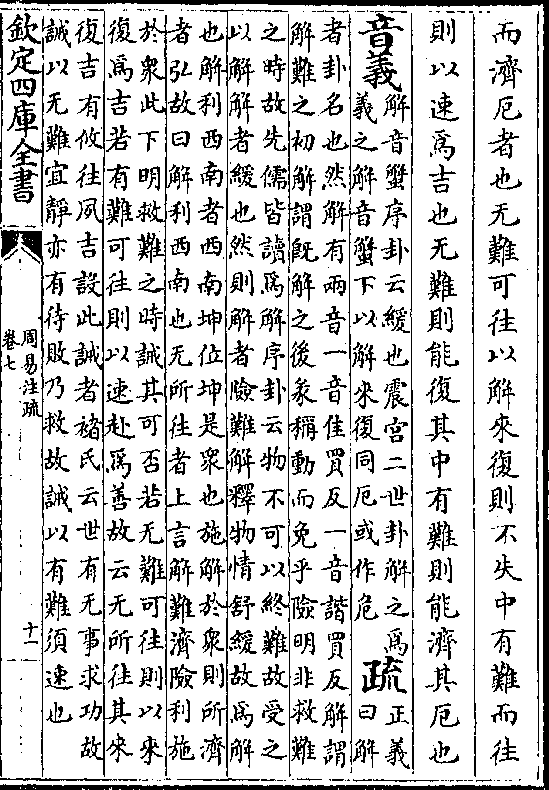 而濟厄者也无難可往以解來復則不失中有難而往
則以速爲吉也无難則能復其中有難則能濟其厄也
音義
解音蟹序卦云緩也震宫二世卦解之爲
義之解音蟹下以解來復同厄或作危
疏
正義
曰解
者卦名也然解有兩音一音佳買反一音諧買反解謂
解難之初解謂既解之後彖稱動而免乎險明非救難
之時故先儒皆讀爲解序卦云物不可以終難故受之
以解解者緩也然則解者險難解釋物情舒緩故爲解
也解利西南者西南坤位坤是衆也施解於衆則所濟
者弘故曰解利西南也无所往者上言解難濟險利施
於衆此下明救難之時誡其可否若无難可往則以來
復爲吉若有難可往則以速赴爲善故云无所往其來
復吉有攸往夙吉設此誡者褚氏云世有无事求功故
誡以无難宜靜亦有待敗乃救故誡以有難須速也
欽定四庫全書
周易注疏
卷七
十一